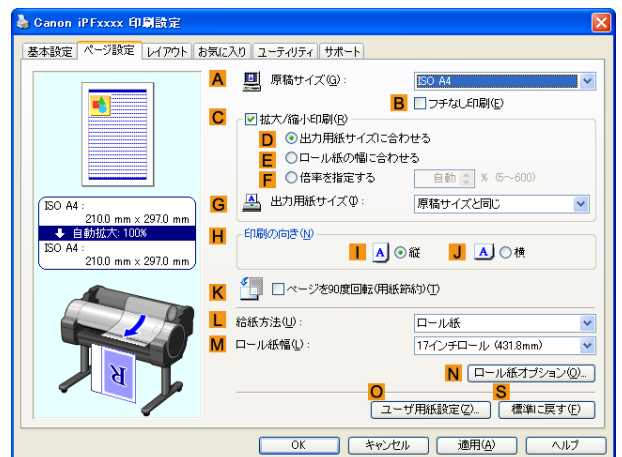 Canon iPFxxxx 印刷設定
基本設定 ページ設定 レイアウト お気に入り ユーティリティ サポート
A 原稿サイズ(Q): ISO A4
B フチなし印刷(E)
C 拡大/縮小印刷(R)
D 出力用紙サイズに合わせる
E ロール紙の幅に合わせる
F 倍率を指定する 自動 % (5～600)
G 出力用紙サイズ(I): 原稿サイズと同じ
ISO A4 :
210.0 mm x 297.0 mm
自動拡大: 100%
ISO A4 :
210.0 mm x 297.0 mm
H 印刷の向き(N)
I A 縦 J A 横
K ページを90度回転(用紙節約)(T)
L 給紙方法(U): ロール紙
M ロール紙幅(L): 17インチロール (431.8mm)
R
N ロール紙オプション(O)...
O S
ユーザ用紙設定(Z)... 標準に戻す(F)
OK キャンセル 適用(A) ヘルプ